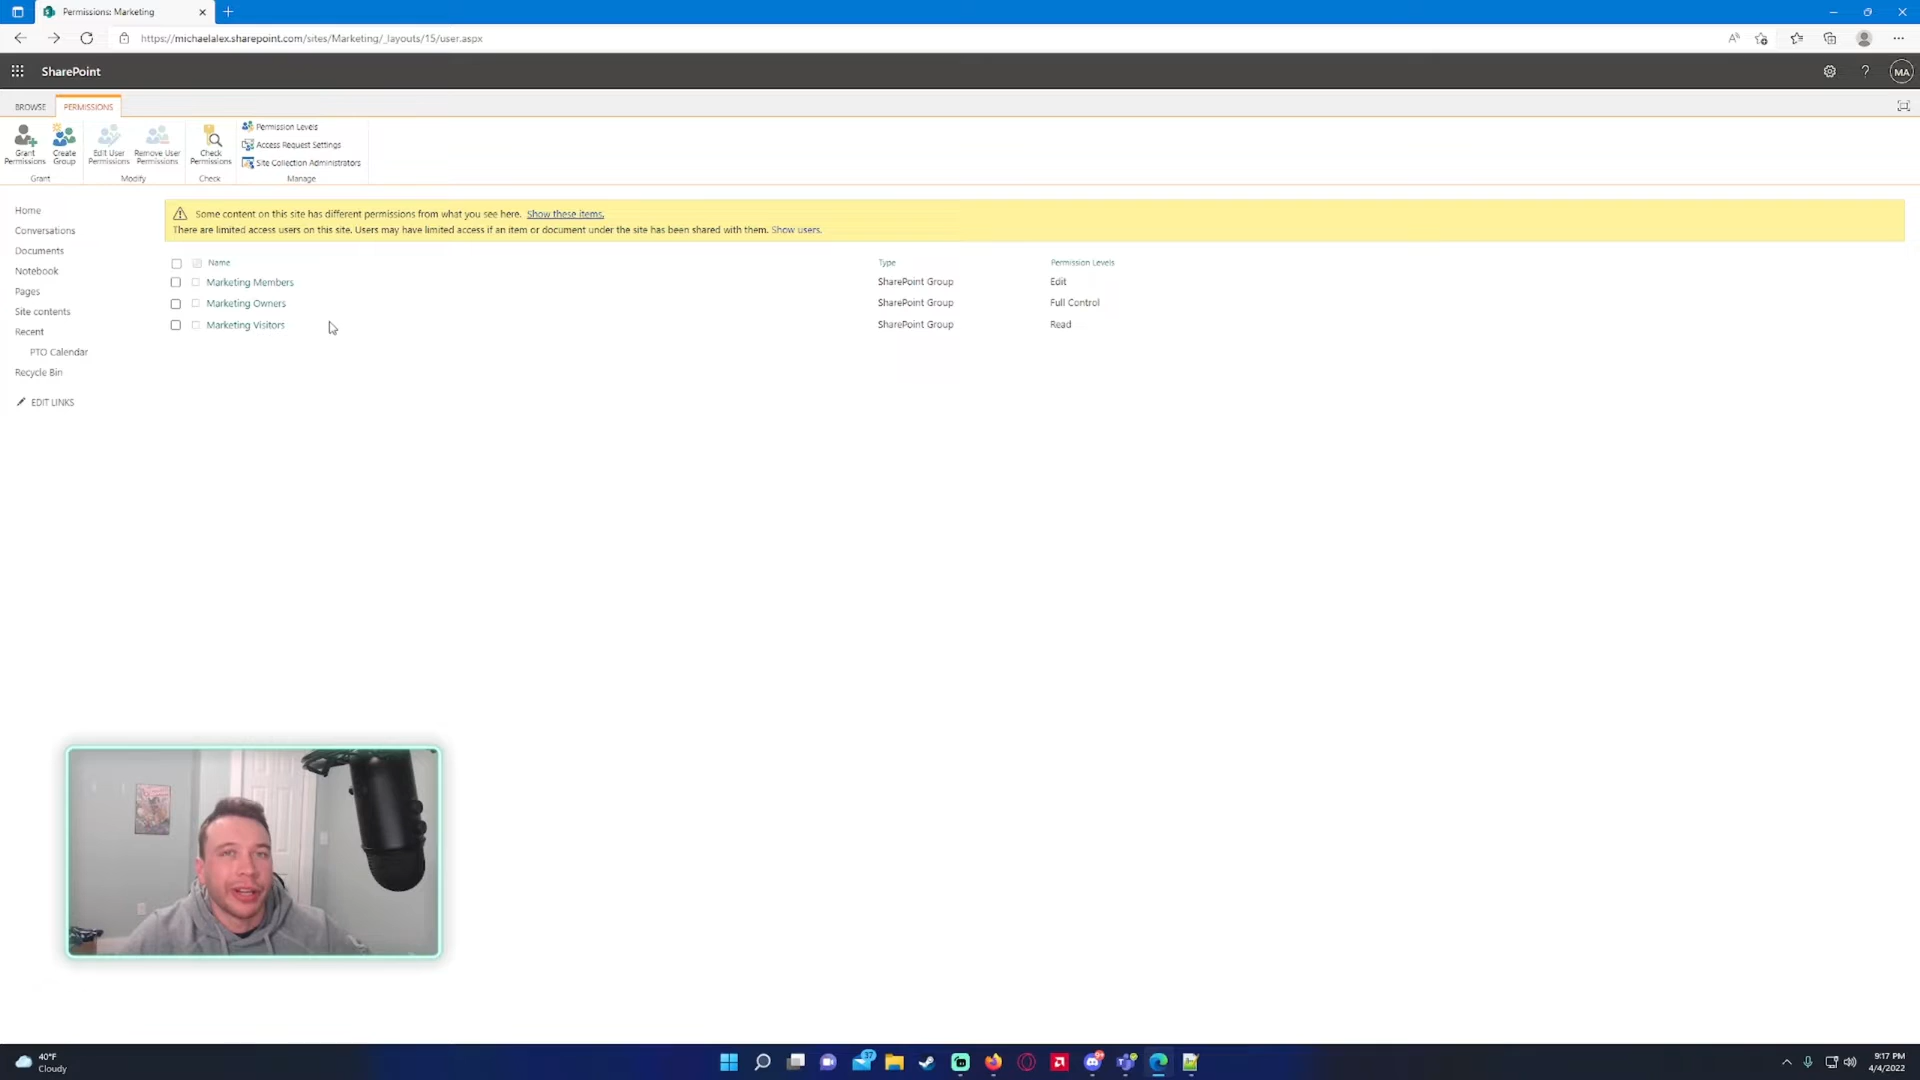 Permissions: Marketing
https://michaelalex.sharepoint.com/sites/Marketing/_layouts/15/user.aspx
SharePoint
MA
BROWSE PERMISSIONS
Grant Permissions
Create Group
Edit User Permissions
Remove User Permissions
Check Permissions
Permission Levels
Access Request Settings
Site Collection Administrators
Grant Modify Check Manage
Home
Conversations
Documents
Notebook
Pages
Site contents
Recent
PTO Calendar
Recycle Bin
EDIT LINKS
Some content on this site has different permissions from what you see here. Show these items.
There are limited access users on this site. Users may have limited access if an item or document under the site has been shared with them. Show users.
Name Type Permission Levels
Marketing Members SharePoint Group Edit
Marketing Owners SharePoint Group Full Control
Marketing Visitors SharePoint Group Read
40°F
Cloudy
37
9:17 PM
4/4/2022